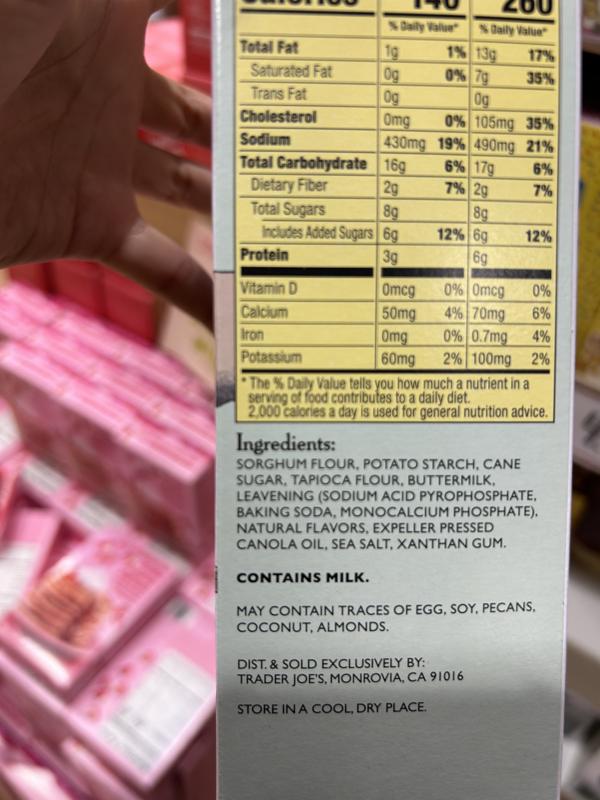 Calories 140 260
% Daily Value* % Daily Value*
Total Fat 1g 1% 13g 17%
Saturated Fat 0g 0% 7g 35%
Trans Fat 0g 0g
Cholesterol 0mg 0% 105mg 35%
Sodium 430mg 19% 490mg 21%
Total Carbohydrate 16g 6% 17g 6%
Dietary Fiber 2g 7% 2g 7%
Total Sugars 8g 8g
Includes Added Sugars 6g 12% 6g 12%
Protein 3g 6g
Vitamin D 0mcg 0% 0mcg 0%
Calcium 50mg 4% 70mg 6%
Iron 0mg 0% 0.7mg 4%
Potassium 60mg 2% 100mg 2%
* The % Daily Value tells you how much a nutrient in a
serving of food contributes to a daily diet.
2,000 calories a day is used for general nutrition advice.
Ingredients:
SORGHUM FLOUR, POTATO STARCH, CANE
SUGAR, TAPIOCA FLOUR, BUTTERMILK,
LEAVENING (SODIUM ACID PYROPHOSPHATE,
BAKING SODA, MONOCALCIUM PHOSPHATE),
NATURAL FLAVORS, EXPELLER PRESSED
CANOLA OIL, SEA SALT, XANTHAN GUM.
CONTAINS MILK.
MAY CONTAIN TRACES OF EGG, SOY, PECANS,
COCONUT, ALMONDS.
DIST. & SOLD EXCLUSIVELY BY:
TRADER JOE'S, MONROVIA, CA 91016
STORE IN A COOL, DRY PLACE.